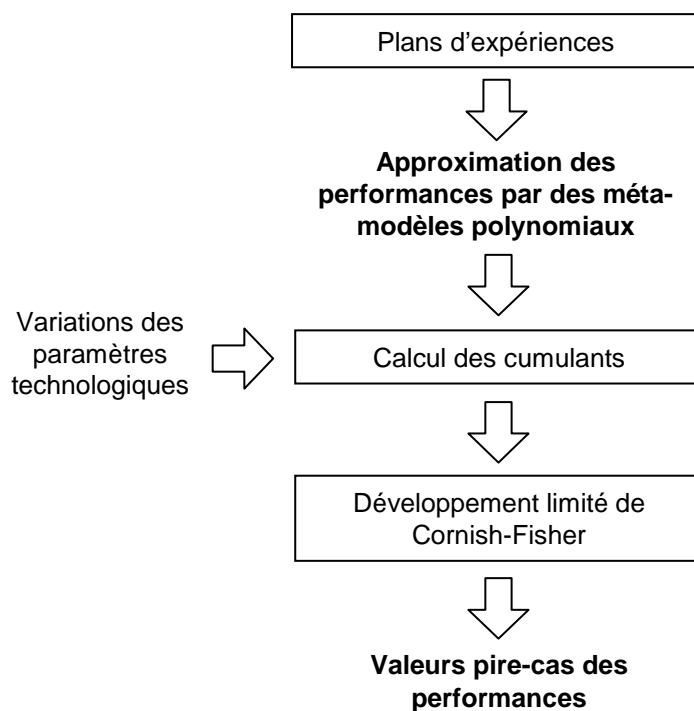 Plans d'expériences
Approximation des
performances par des méta-
modèles polynomiaux
Variations des
paramètres
technologiques
Calcul des cumulants
Développement limité de
Cornish-Fisher
Valeurs pire-cas des
performances